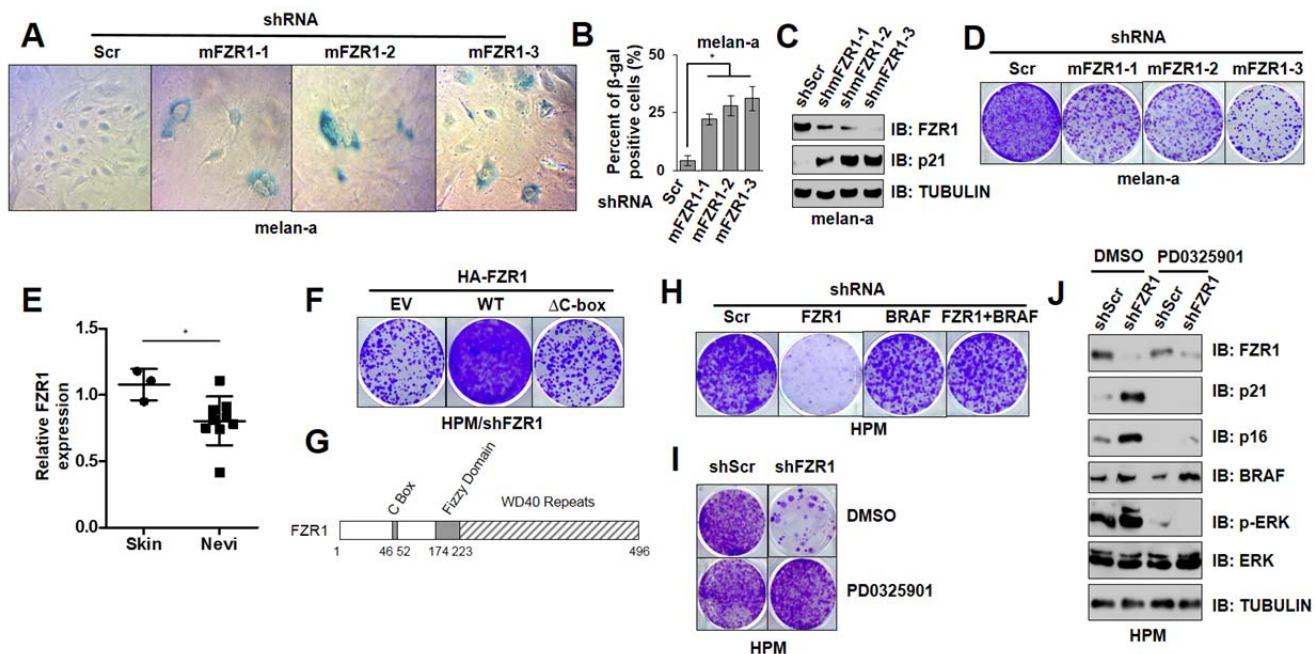 A
shRNA
Scr mFZR1-1 mFZR1-2 mFZR1-3
melan-a
B
Percent of β-gal
positive cells (%)
melan-a
*
50
25
0
shRNA
Scr
mFZR1-1
mFZR1-2
mFZR1-3
C
shScr
shmFZR1-1
shmFZR1-2
shmFZR1-3
IB: FZR1
IB: p21
IB: TUBULIN
melan-a
D
shRNA
Scr mFZR1-1 mFZR1-2 mFZR1-3
melan-a
E
Relative FZR1
expression
*
1.5
1.0
0.5
0.0
Skin Nevi
F
HA-FZR1
EV WT ΔC-box
HPM/shFZR1
G
C Box
Fizzy Domain
WD40 Repeats
FZR1
1 46 52 174 223 496
H
shRNA
Scr FZR1 BRAF FZR1+BRAF
HPM
I
shScr shFZR1
DMSO
PD0325901
HPM
J
DMSO PD0325901
shScr
shFZR1
shScr
shFZR1
IB: FZR1
IB: p21
IB: p16
IB: BRAF
IB: p-ERK
IB: ERK
IB: TUBULIN
HPM